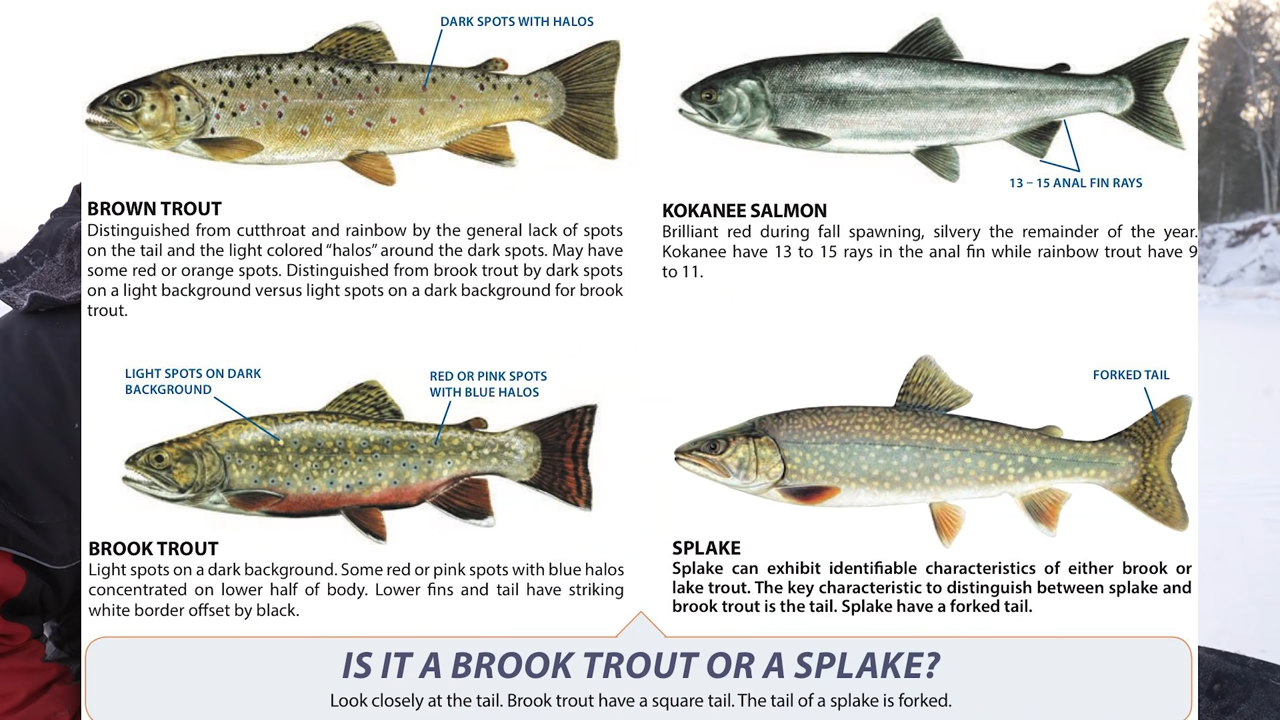 DARK SPOTS WITH HALOS
BROWN TROUT
Distinguished from cutthroat and rainbow by the general lack of spots
on the tail and the light colored “halos” around the dark spots. May have
some red or orange spots. Distinguished from brook trout by dark spots
on a light background versus light spots on a dark background for brook
trout.
13 – 15 ANAL FIN RAYS
KOKANEE SALMON
Brilliant red during fall spawning, silvery the remainder of the year.
Kokanee have 13 to 15 rays in the anal fin while rainbow trout have 9
to 11.
LIGHT SPOTS ON DARK
BACKGROUND
RED OR PINK SPOTS
WITH BLUE HALOS
BROOK TROUT
Light spots on a dark background. Some red or pink spots with blue halos
concentrated on lower half of body. Lower fins and tail have striking
white border offset by black.
FORKED TAIL
SPLAKE
Splake can exhibit identifiable characteristics of either brook or
lake trout. The key characteristic to distinguish between splake and
brook trout is the tail. Splake have a forked tail.
IS IT A BROOK TROUT OR A SPLAKE?
Look closely at the tail. Brook trout have a square tail. The tail of a splake is forked.